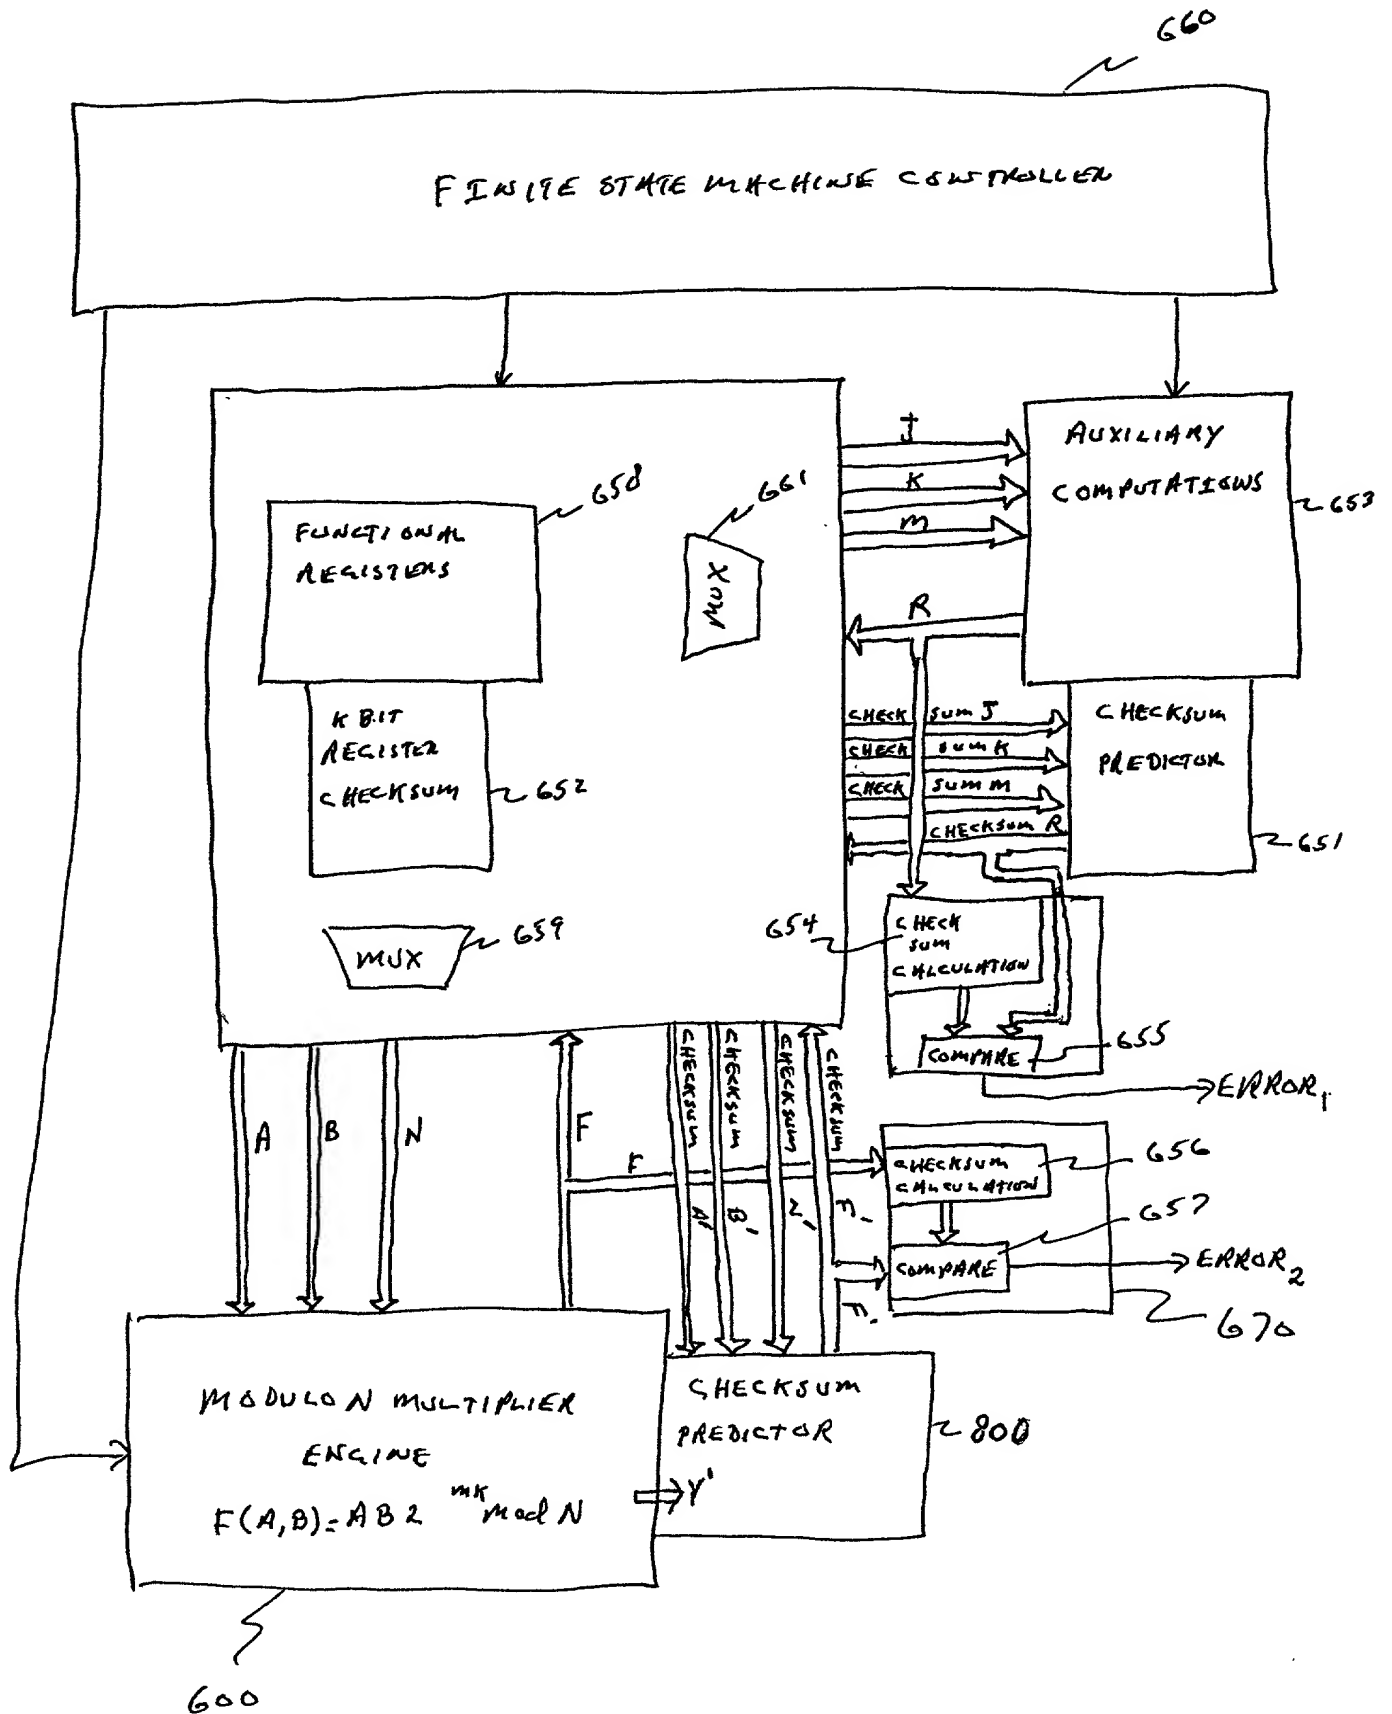 660
FINITE STATE MACHINE CONTROLLER
J
K
M
R
AUXILIARY
COMPUTATIONS
653
FUNCTIONAL
REGISTERS
658
661
MUX
K BIT
REGISTER
CHECKSUM
652
MUX
659
CHECK SUM J
CHECK SUM K
CHECK SUM M
CHECKSUM R
CHECKSUM
PREDICTOR
651
654
CHECK
SUM
CALCULATION
COMPARE
655
ERROR1
A
B
N
F
F
CHECKSUM A'
CHECKSUM B'
CHECKSUM N'
CHECKSUM F'
F'
CHECKSUM
CALCULATION
656
657
COMPARE
ERROR2
670
MODULO N MULTIPLIER
ENGINE
F(A,B)=AB2^mk mod N
Y'
CHECKSUM
PREDICTOR
800
600